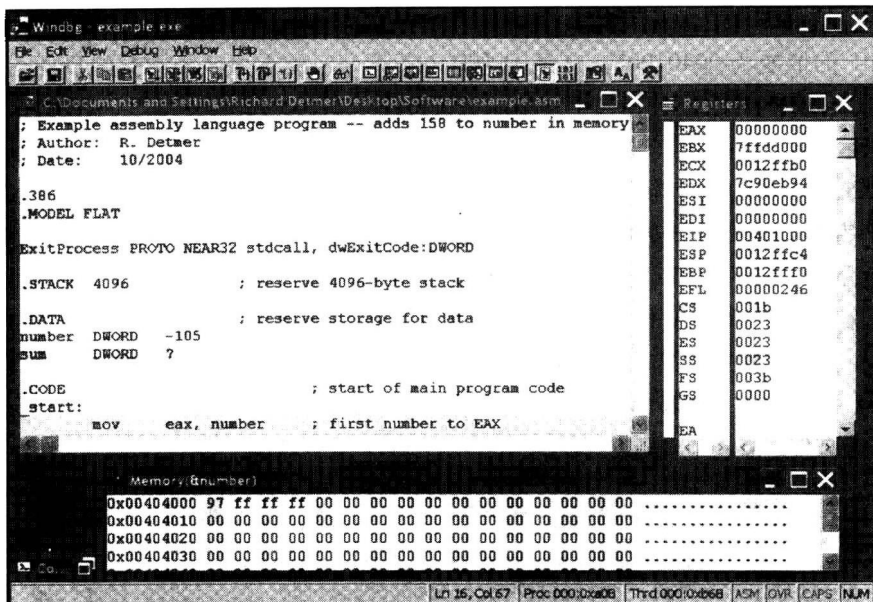 Windbg - example.exe
File Edit View Debug Window Help
C:\Documents and Settings\Richard Detmer\Desktop\Software\example.asm
; Example assembly language program -- adds 158 to number in memory
; Author:  R. Detmer
; Date:    10/2004
.386
.MODEL FLAT
ExitProcess PROTO NEAR32 stdcall, dwExitCode:DWORD
.STACK  4096            ; reserve 4096-byte stack
.DATA                   ; reserve storage for data
number  DWORD   -105
sum     DWORD   ?
.CODE                           ; start of main program code
_start:
        mov     eax, number     ; first number to EAX
Registers
EAX 00000000
EBX 7ffdd000
ECX 0012ffb0
EDX 7c90eb94
ESI 00000000
EDI 00000000
EIP 00401000
ESP 0012ffc4
EBP 0012fff0
EFL 00000246
CS 001b
DS 0023
ES 0023
SS 0023
FS 003b
GS 0000
EA
Memory(&number)
0x00404000 97 ff ff ff 00 00 00 00 00 00 00 00 00 00 00 00 ................
0x00404010 00 00 00 00 00 00 00 00 00 00 00 00 00 00 00 00 ................
0x00404020 00 00 00 00 00 00 00 00 00 00 00 00 00 00 00 00 ................
0x00404030 00 00 00 00 00 00 00 00 00 00 00 00 00 00 00 00 ................
Co...
Ln 16, Col 67 Proc 000:0xa08 Thrd 000:0xb68 ASM OVR CAPS NUM